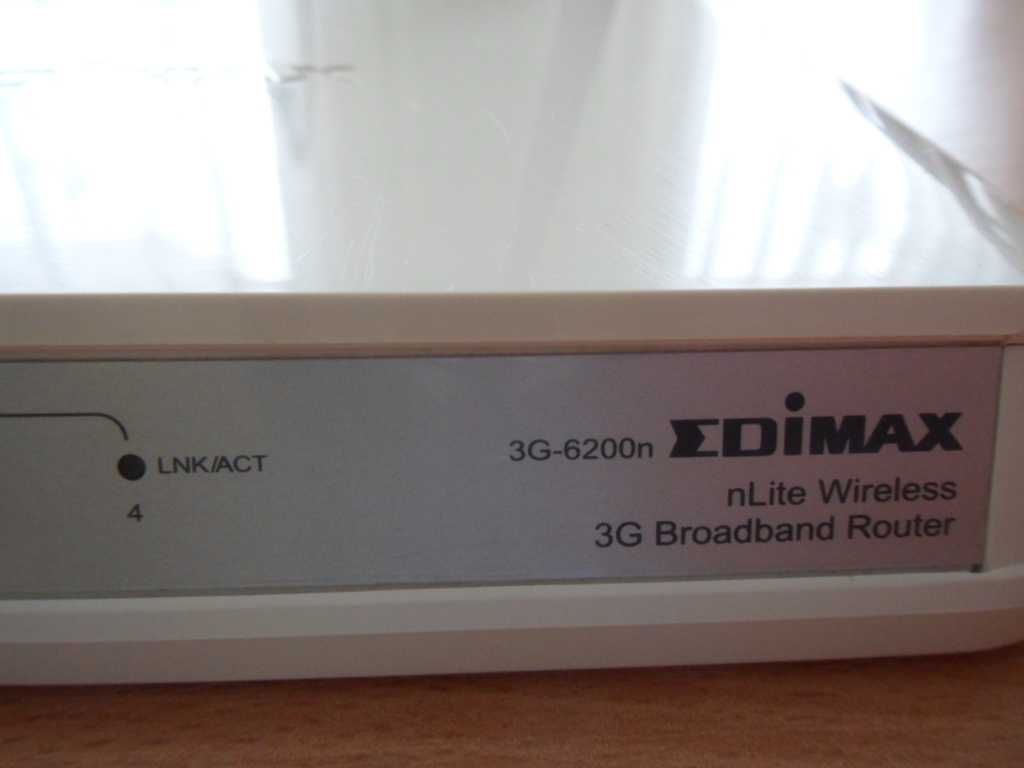 LNK/ACT
4
3G-6200n EDiMAX
nLite Wireless
3G Broadband Router